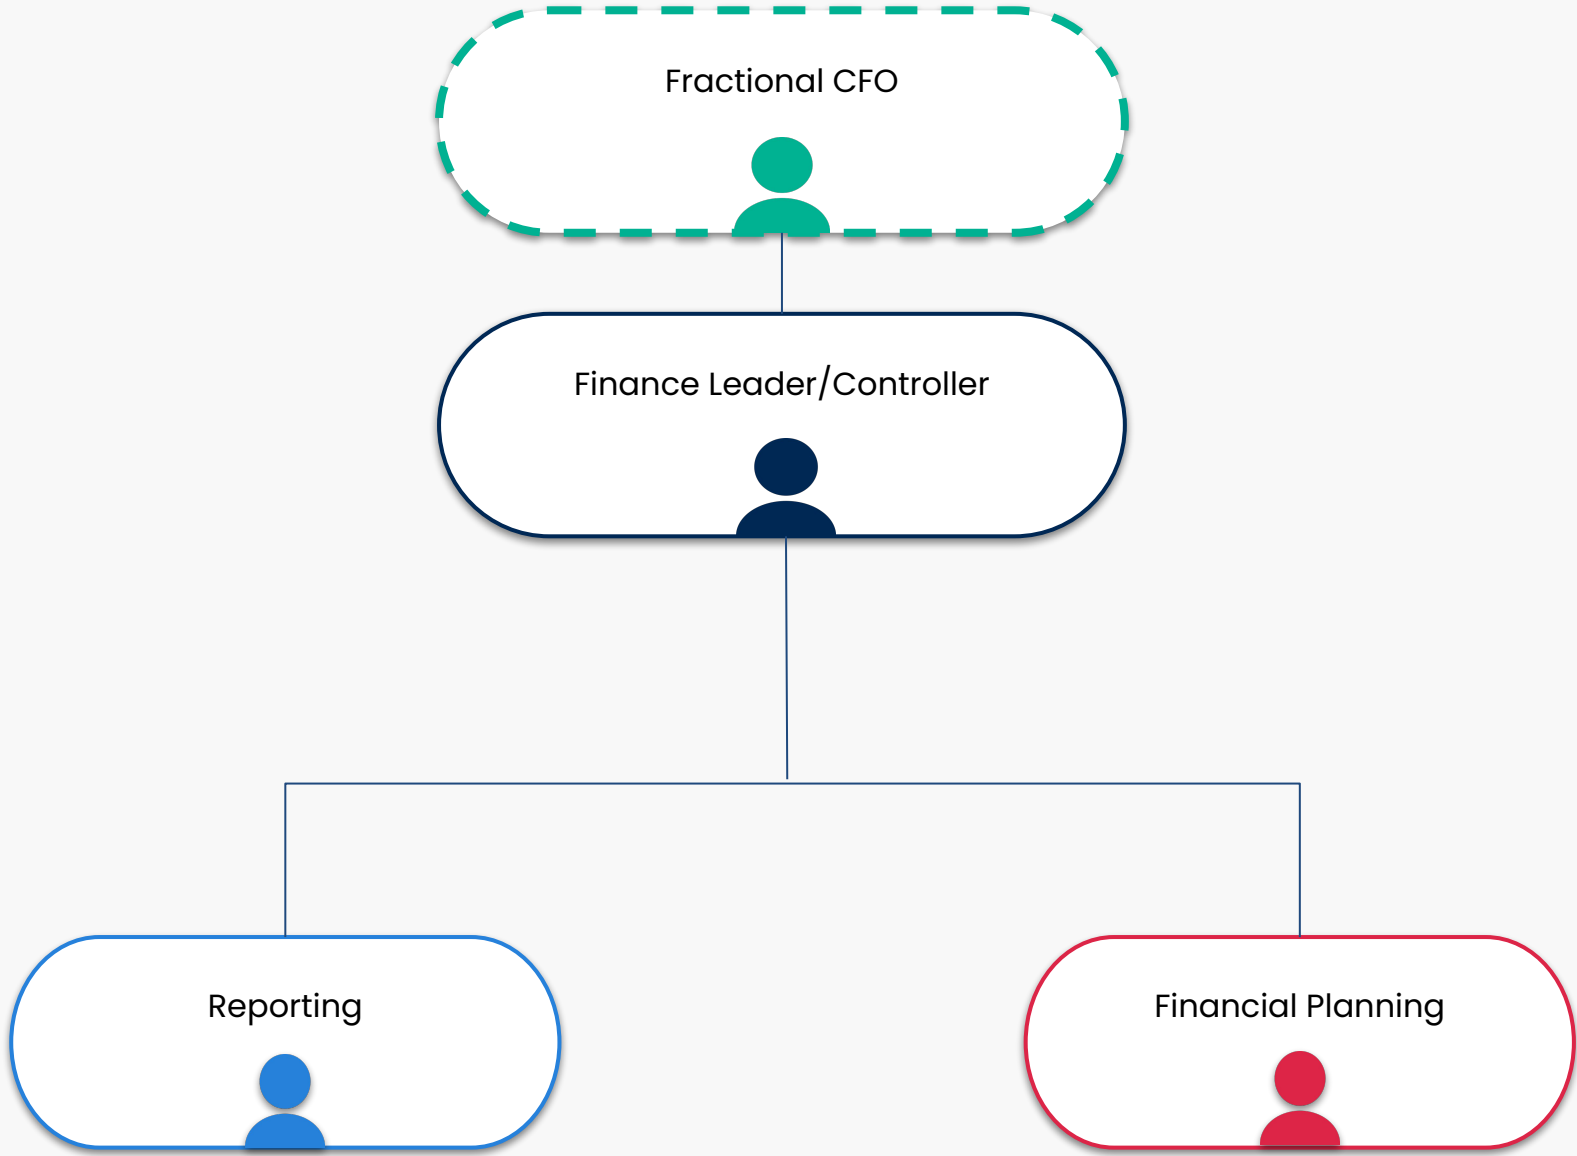 Fractional CFO
Finance Leader/Controller
Reporting
Financial Planning